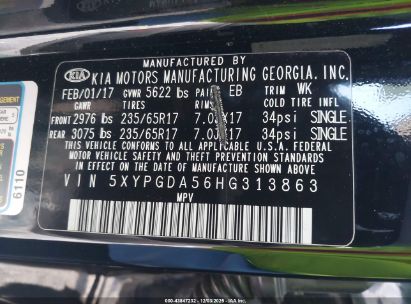 MANUFACTURED BY
KIA KIA MOTORS MANUFACTURING GEORGIA, INC.
FEB/01/17 GVWR 5622 lbs PAINT EB TRIM WK
GAWR TIRES RIMS COLD TIRE INFL
FRONT 2976 lbs 235/65R17 7.0JX17 34psi SINGLE
REAR 3075 lbs 235/65R17 7.0JX17 34psi SINGLE
THIS VEHICLE CONFORMS TO ALL APPLICABLE U.S.A. FEDERAL
MOTOR VEHICLE SAFETY AND THEFT PREVENTION STANDARDS
IN EFFECT ON THE DATE OF MANUFACTURE SHOWN ABOVE.
VIN 5XYPGDA56HG313863
MPV
6110